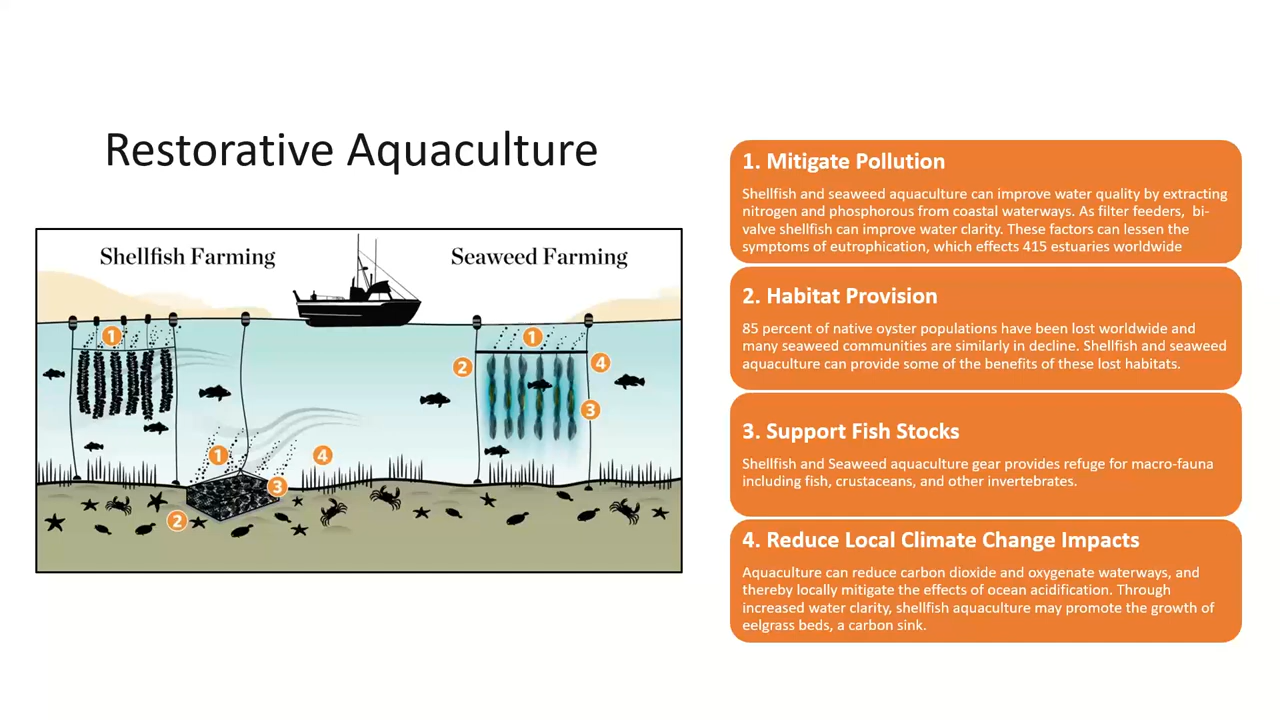 Restorative Aquaculture
Shellfish Farming
Seaweed Farming
1
1
2
4
3
1
4
3
2
1. Mitigate Pollution
Shellfish and seaweed aquaculture can improve water quality by extracting
nitrogen and phosphorous from coastal waterways. As filter feeders, bi-
valve shellfish can improve water clarity. These factors can lessen the
symptoms of eutrophication, which effects 415 estuaries worldwide
2. Habitat Provision
85 percent of native oyster populations have been lost worldwide and
many seaweed communities are similarly in decline. Shellfish and seaweed
aquaculture can provide some of the benefits of these lost habitats.
3. Support Fish Stocks
Shellfish and Seaweed aquaculture gear provides refuge for macro-fauna
including fish, crustaceans, and other invertebrates.
4. Reduce Local Climate Change Impacts
Aquaculture can reduce carbon dioxide and oxygenate waterways, and
thereby locally mitigate the effects of ocean acidification. Through
increased water clarity, shellfish aquaculture may promote the growth of
eelgrass beds, a carbon sink.